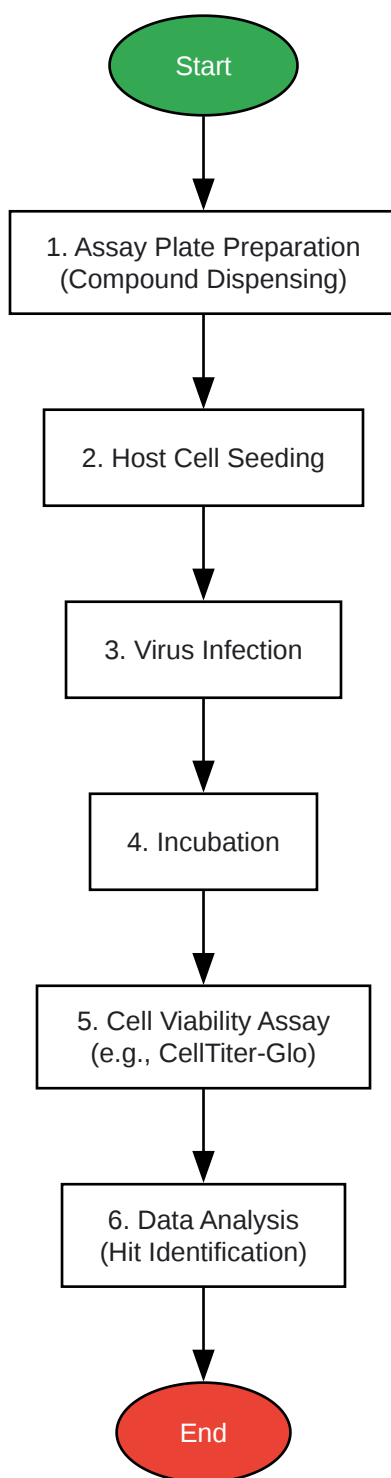 Start
1. Assay Plate Preparation
(Compound Dispensing)
2. Host Cell Seeding
3. Virus Infection
4. Incubation
5. Cell Viability Assay
(e.g., CellTiter-Glo)
6. Data Analysis
(Hit Identification)
End